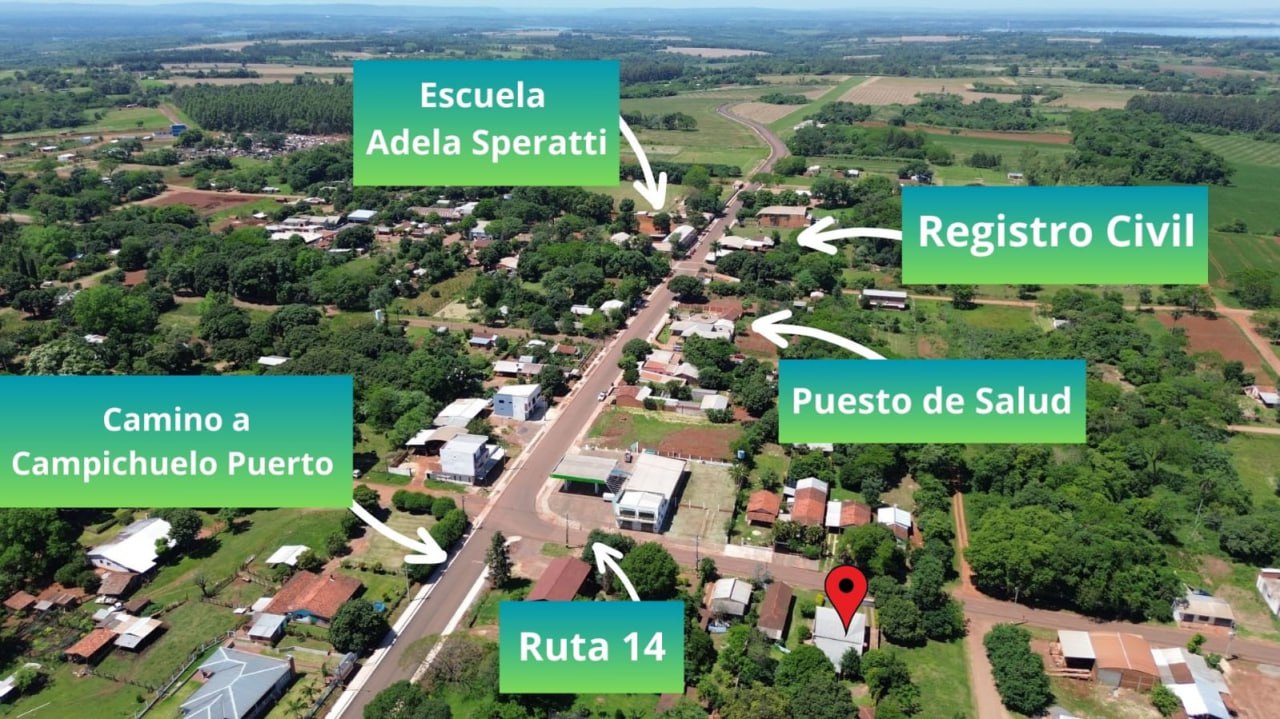 Escuela
Adela Speratti
Registro Civil
Puesto de Salud
Camino a
Campichuelo Puerto
Ruta 14